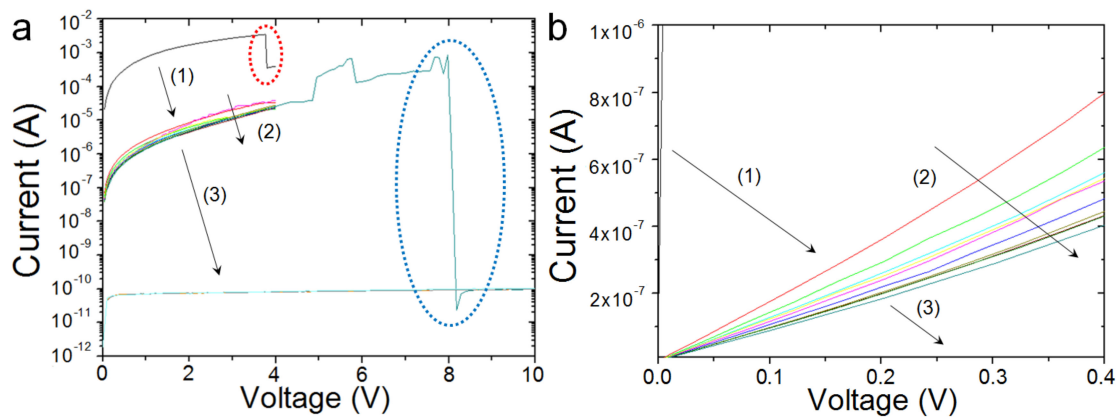 a
Current (A)
10⁻²
10⁻³
10⁻⁴
10⁻⁵
10⁻⁶
10⁻⁷
10⁻⁸
10⁻⁹
10⁻¹⁰
10⁻¹¹
10⁻¹²
(1)
(2)
(3)
0 2 4 6 8 10
Voltage (V)
b
Current (A)
1x10⁻⁶
8x10⁻⁷
6x10⁻⁷
4x10⁻⁷
2x10⁻⁷
(1)
(2)
(3)
0.0 0.1 0.2 0.3 0.4
Voltage (V)